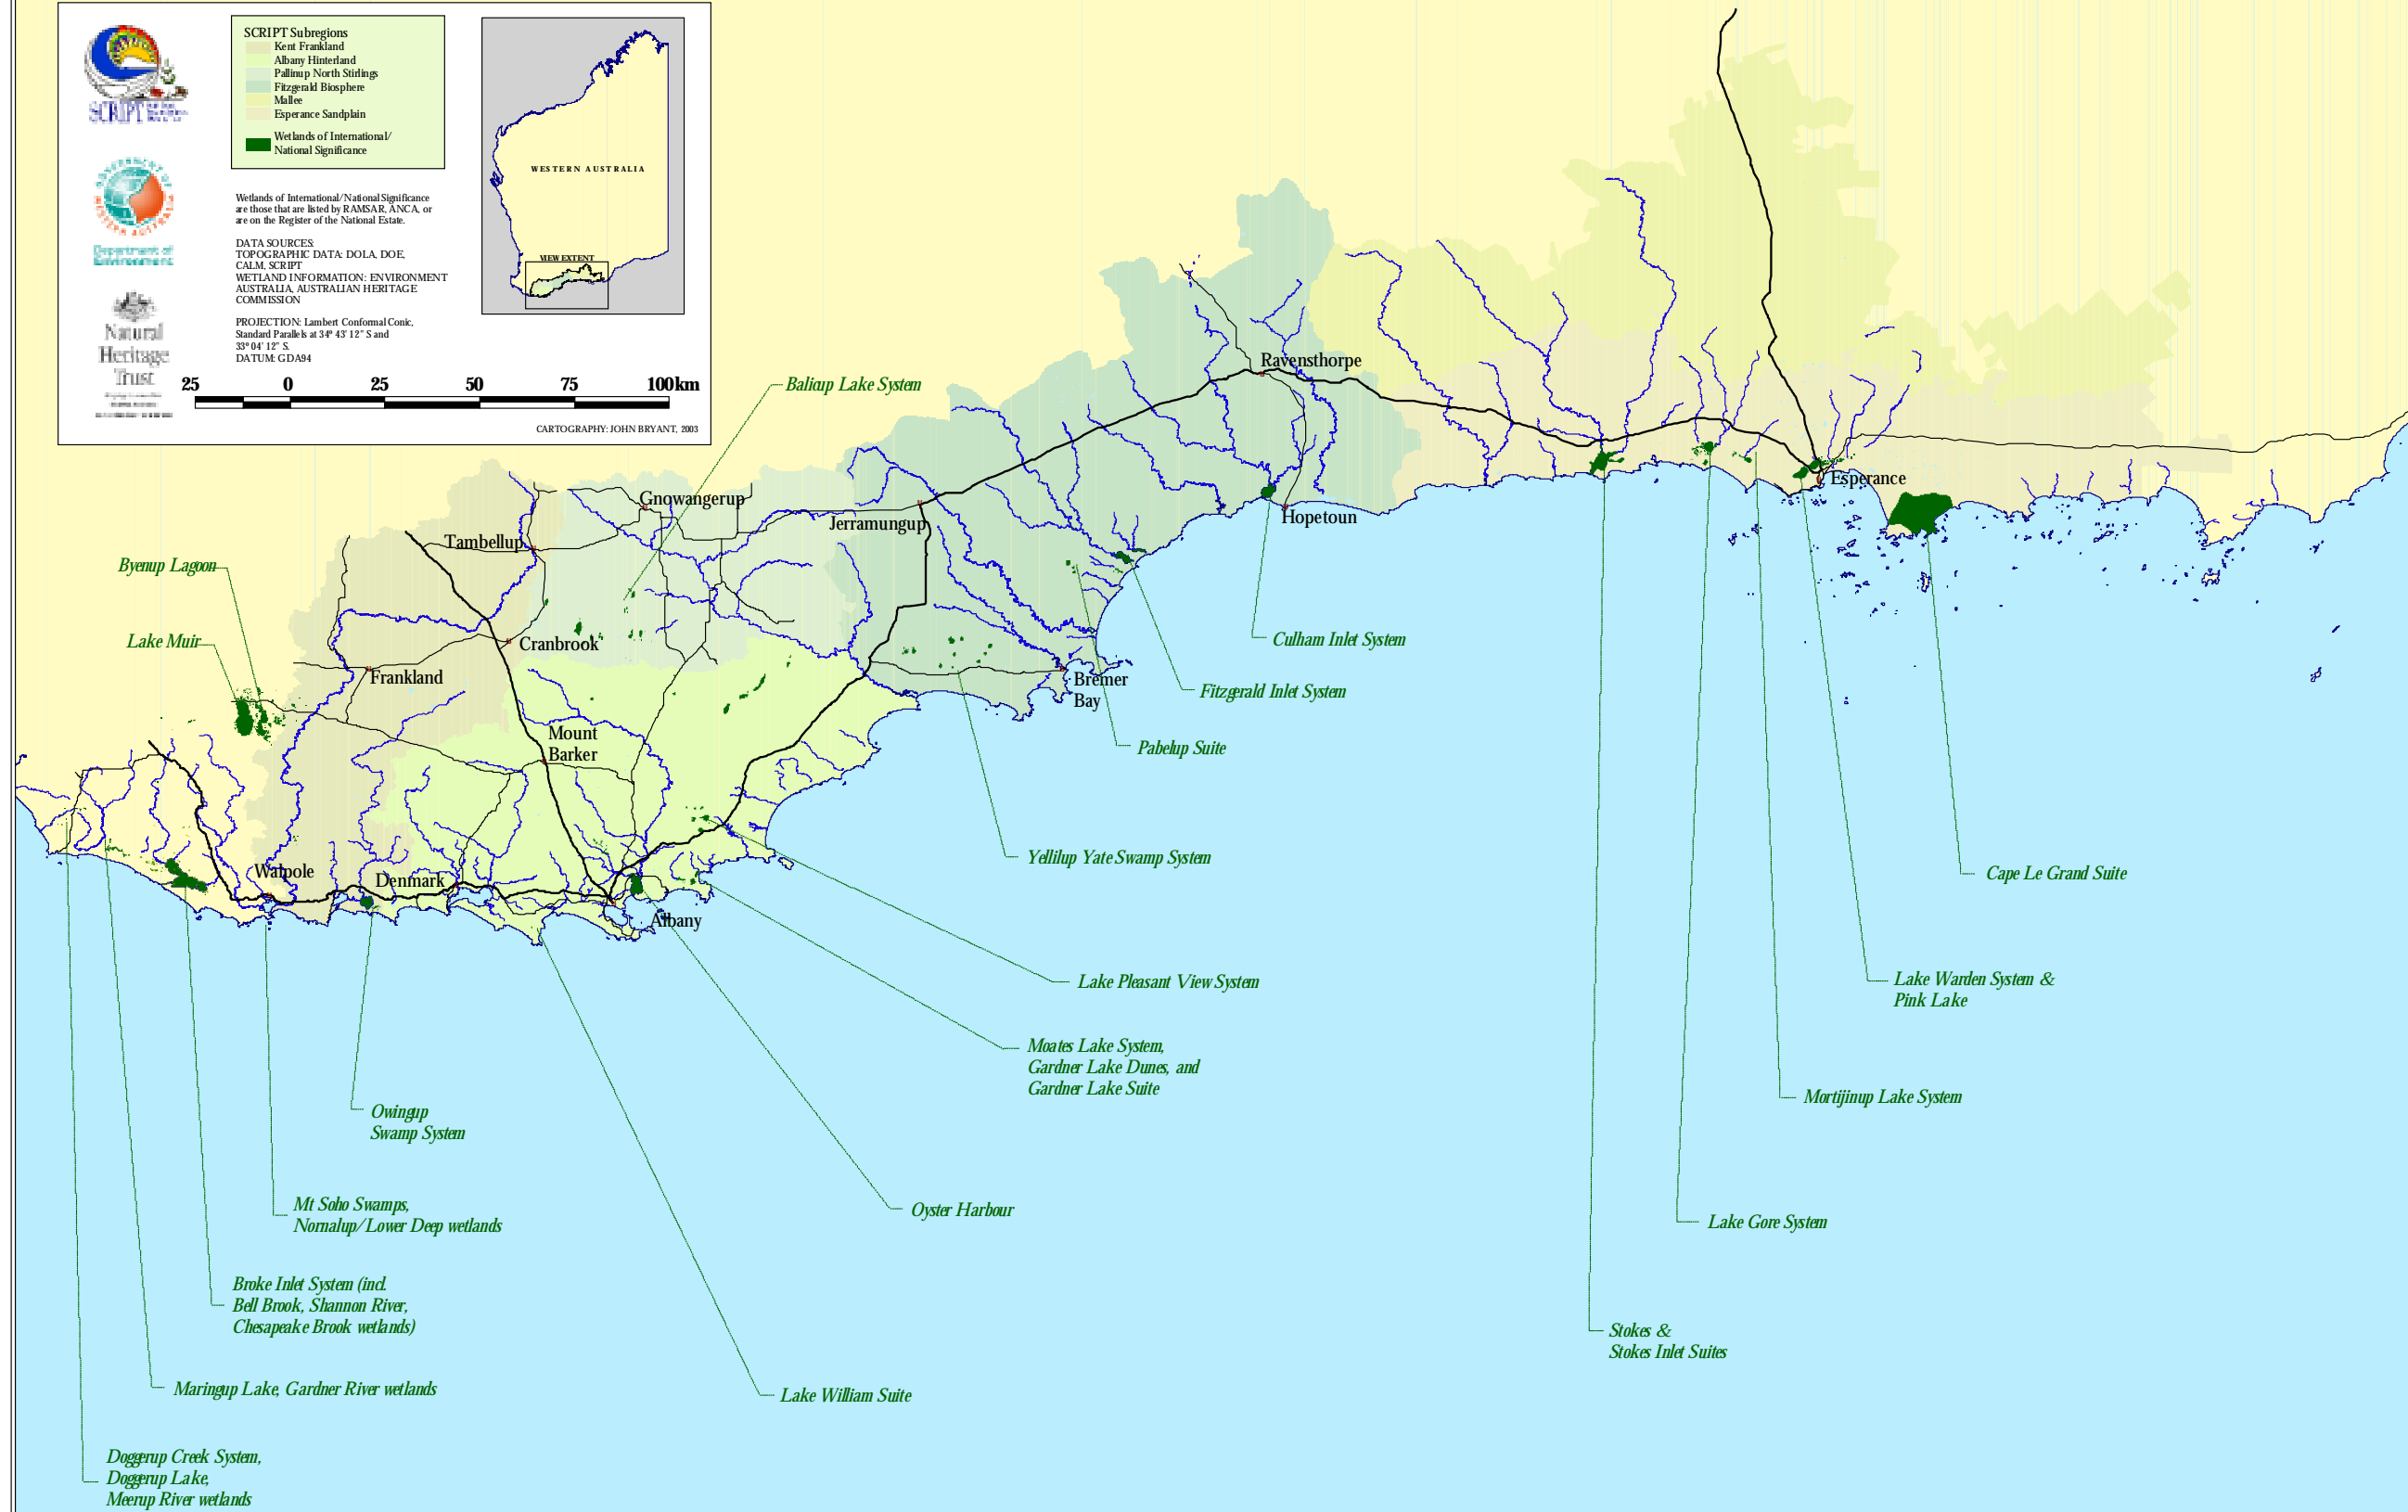 SCRIPT
GOVERNMENT OF
WESTERN AUSTRALIA
Department of
Environment
Natural
Heritage
Trust
SCRIPT Subregions
Kent Frankland
Albany Hinterland
Pallinup North Stirlings
Fitzgerald Biosphere
Mallee
Esperance Sandplain
Wetlands of International/
National Significance
Wetlands of International/National Significance
are those that are listed by RAMSAR, ANCA, or
are on the Register of the National Estate.
DATA SOURCES:
TOPOGRAPHIC DATA: DOLA, DOE,
CALM, SCRIPT
WETLAND INFORMATION: ENVIRONMENT
AUSTRALIA, AUSTRALIAN HERITAGE
COMMISSION
PROJECTION: Lambert Conformal Conic,
Standard Parallels at 34° 43' 12" S and
33° 04' 12" S.
DATUM: GDA94
25 0 25 50 75 100 km
CARTOGRAPHY: JOHN BRYANT, 2003
WESTERN AUSTRALIA
VIEW EXTENT
Balicup Lake System
Ravensthorpe
Gnowangerup
Jerramungup
Hopetoun
Esperance
Tambellup
Byenup Lagoon
Lake Muir
Cranbrook
Frankland
Culham Inlet System
Bremer
Bay
Fitzgerald Inlet System
Mount
Barker
Pabelup Suite
Yellilup Yate Swamp System
Walpole
Denmark
Albany
Cape Le Grand Suite
Lake Pleasant View System
Lake Warden System &
Pink Lake
Moates Lake System,
Gardner Lake Dunes, and
Gardner Lake Suite
Mortijinup Lake System
Owingup
Swamp System
Mt Soho Swamps,
Nornalup/Lower Deep wetlands
Oyster Harbour
Lake Gore System
Broke Inlet System (incl.
Bell Brook, Shannon River,
Chesapeake Brook wetlands)
Stokes &
Stokes Inlet Suites
Maringup Lake, Gardner River wetlands
Lake William Suite
Doggerup Creek System,
Doggerup Lake,
Meerup River wetlands